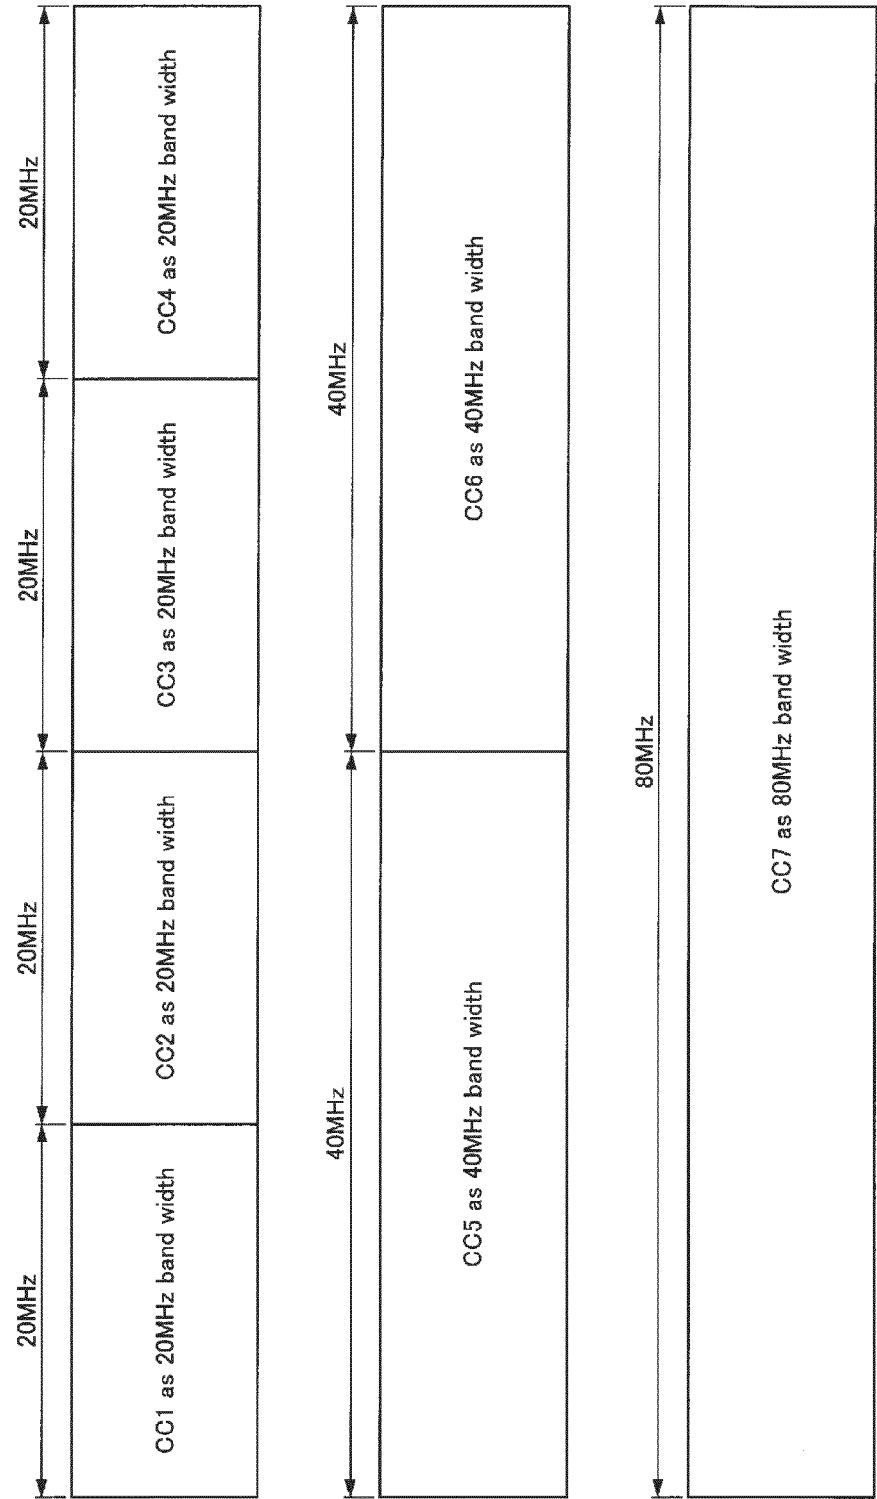 20MHz
20MHz
20MHz
20MHz
CC1 as 20MHz band width
CC2 as 20MHz band width
CC3 as 20MHz band width
CC4 as 20MHz band width
40MHz
40MHz
CC5 as 40MHz band width
CC6 as 40MHz band width
80MHz
CC7 as 80MHz band width